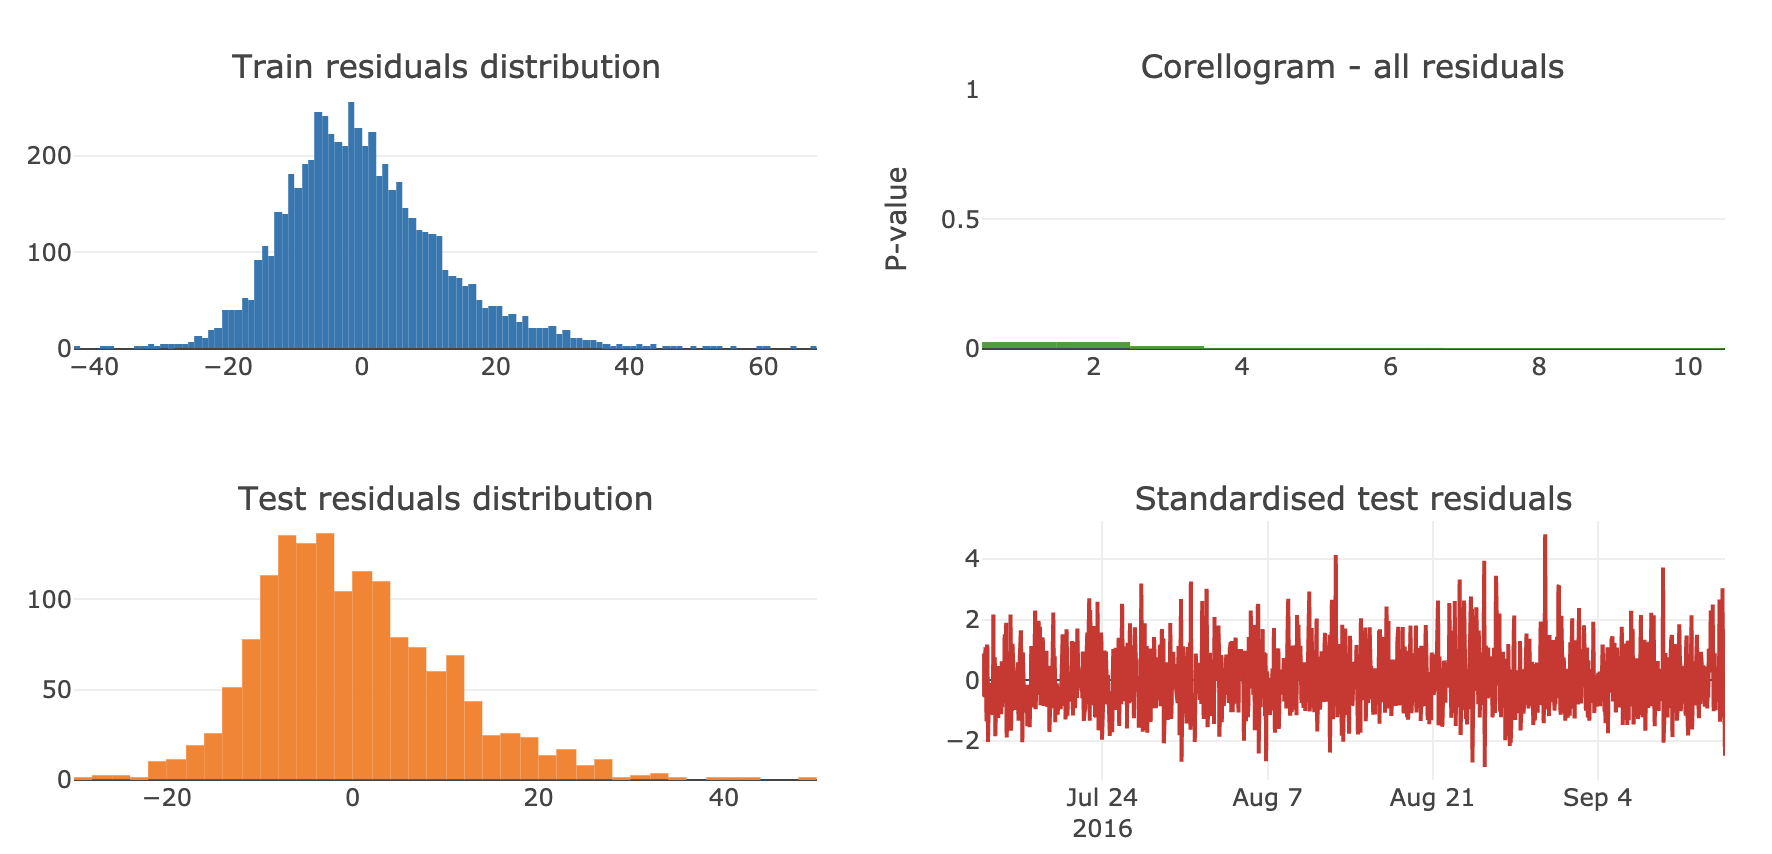 Train residuals distribution
200
100
0
−40 −20 0 20 40 60
Corellogram - all residuals
1
0.5
0
P-value
2 4 6 8 10
Test residuals distribution
100
50
0
−20 0 20 40
Standardised test residuals
4
2
0
−2
Jul 24 Aug 7 Aug 21 Sep 4
2016